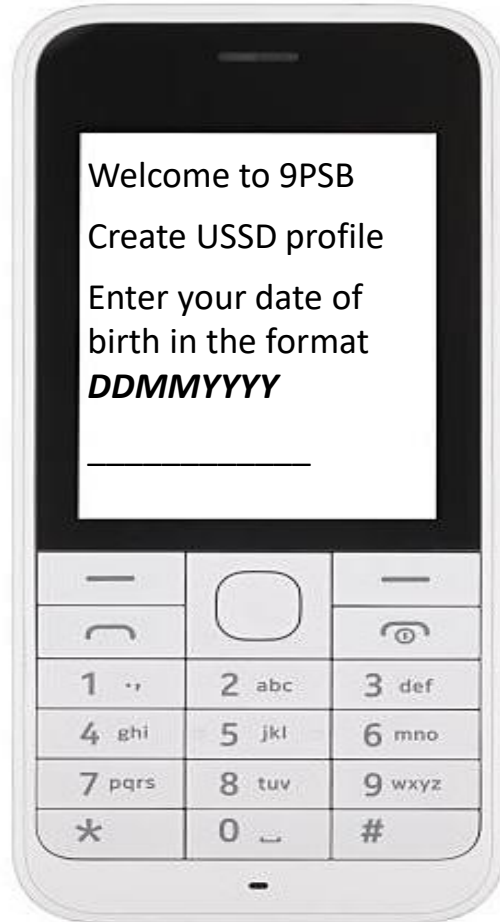 Welcome to 9PSB
Create USSD profile
Enter your date of
birth in the format
DDMMYYYY
____________
1 .,
2 abc
3 def
4 ghi
5 jkl
6 mno
7 pqrs
8 tuv
9 wxyz
*
0
#